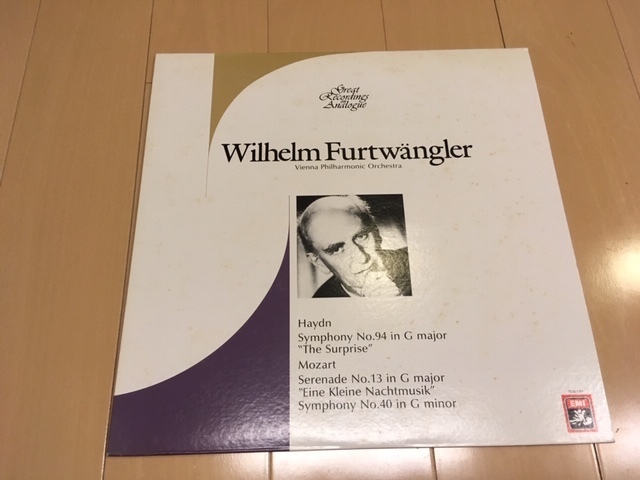 Great
Recordings
on
Analogue
Wilhelm Furtwängler
Vienna Philharmonic Orchestra
Haydn
Symphony No.94 in G major
"The Surprise"
Mozart
Serenade No.13 in G major
"Eine Kleine Nachtmusik"
Symphony No.40 in G minor
EMI